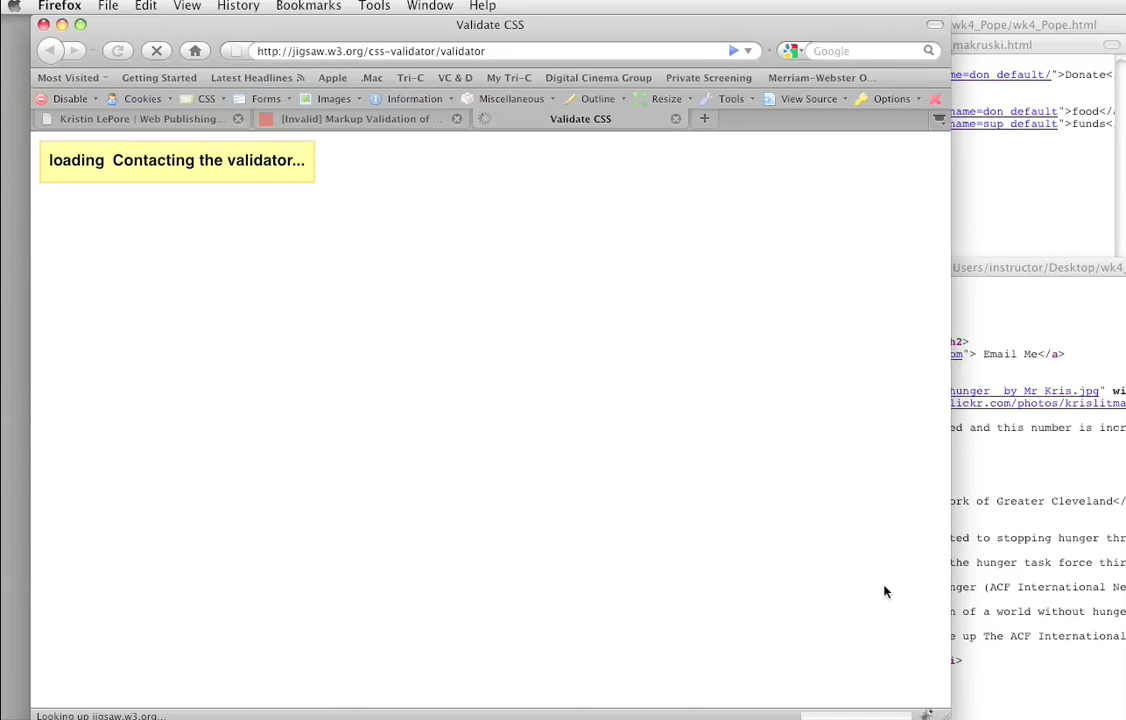 Firefox File Edit View History Bookmarks Tools Window Help
Validate CSS
wk4_Pope/wk4_Pope.html
makruski.html
http://jigsaw.w3.org/css-validator/validator
Google
Most Visited Getting Started Latest Headlines Apple .Mac Tri-C VC & D My Tri-C Digital Cinema Group Private Screening Merriam-Webster O...
name=don default/">Donate<
Disable Cookies CSS Forms Images Information Miscellaneous Outline Resize Tools View Source Options
name=don default">food</
Kristin LePore | Web Publishing... [Invalid] Markup Validation of ... Validate CSS
name=sup default">funds<
loading Contacting the validator...
Users/instructor/Desktop/wk4_
h2>
om"> Email Me</a>
hunger by Mr Kris.jpg" wi
lickr.com/photos/krislitma
ed and this number is incr
ork of Greater Cleveland</
ted to stopping hunger thr
the hunger task force thir
nger (ACF International Ne
n of a world without hunge
e up The ACF International
i>
Looking up jigsaw.w3.org...